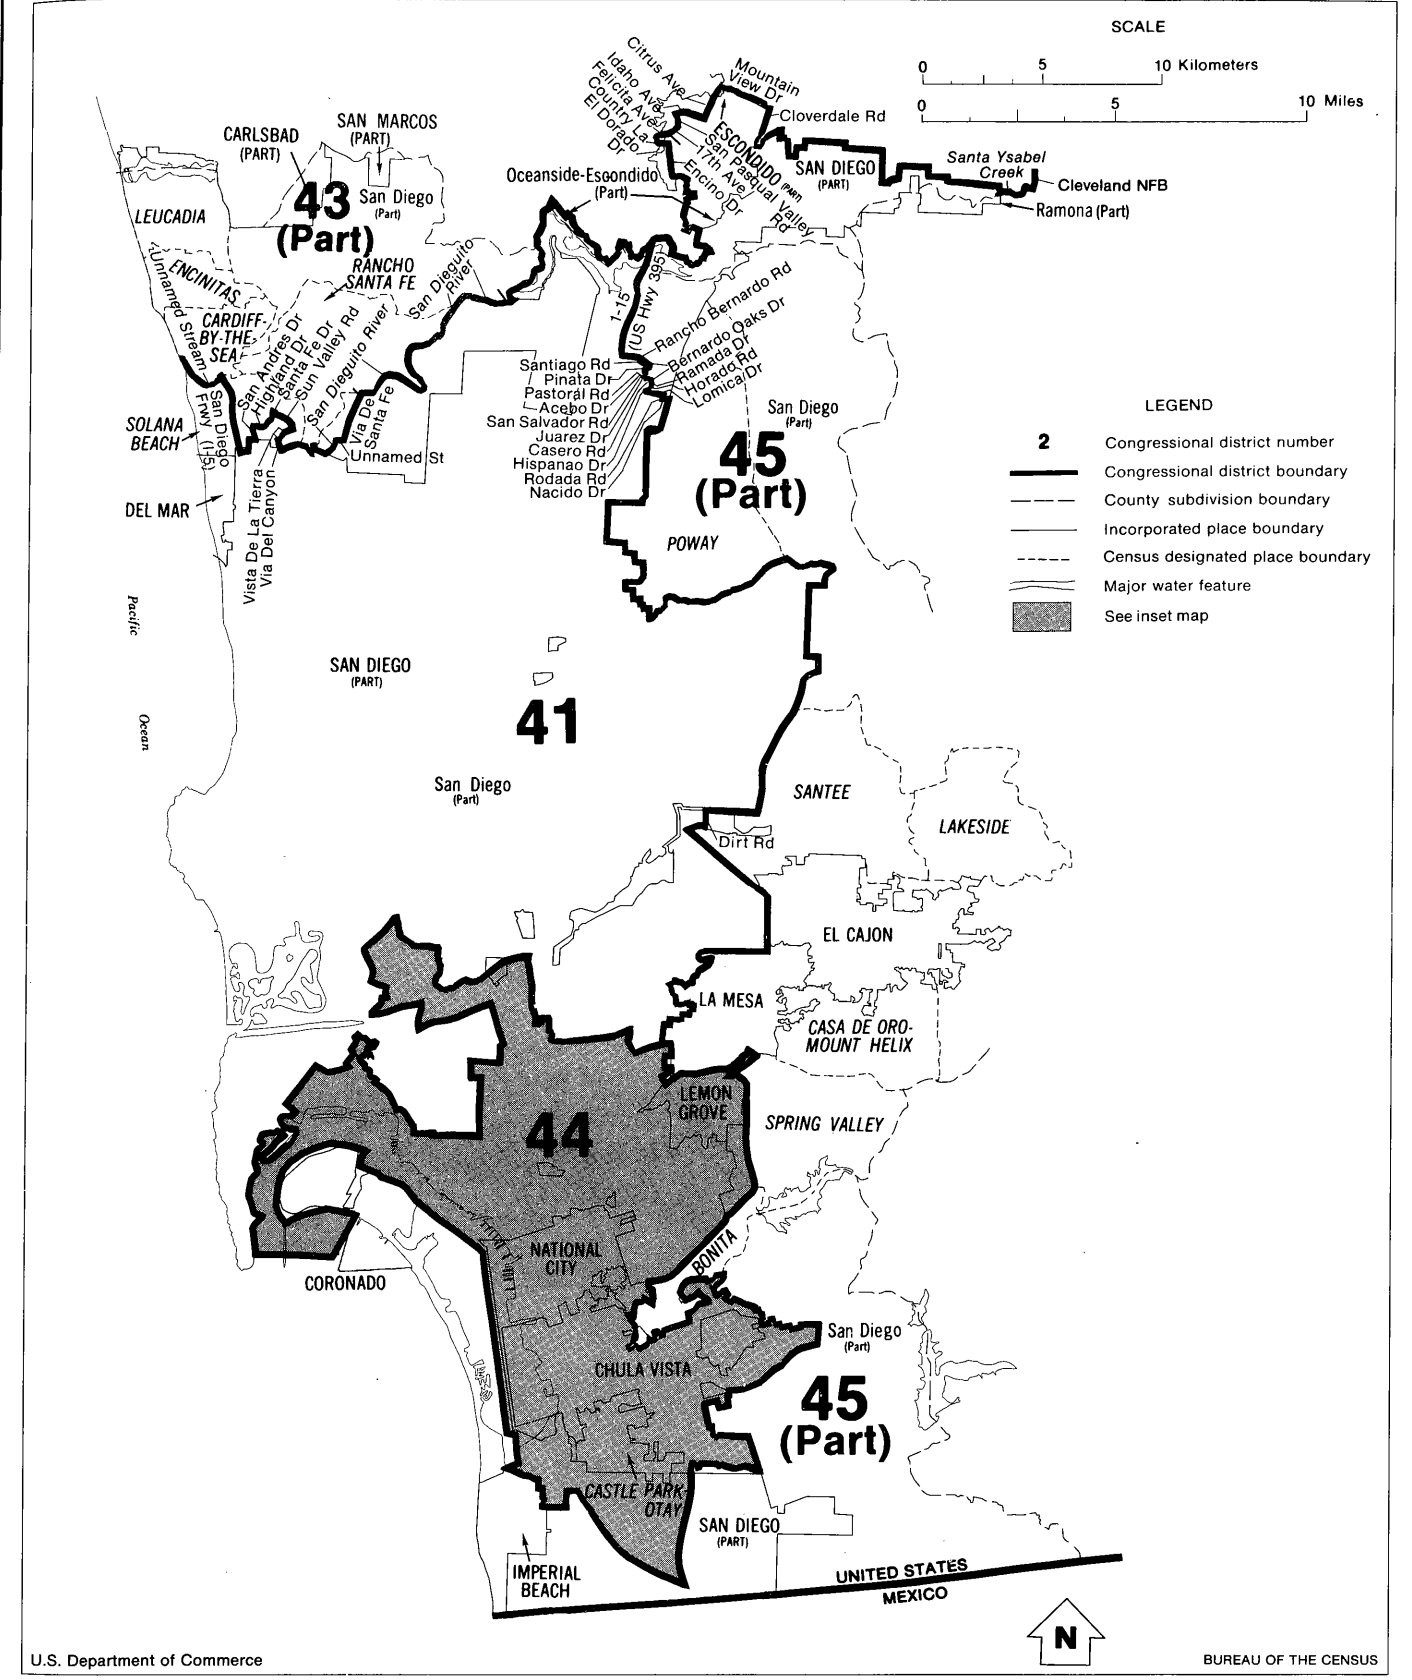 SCALE
0 5 10 Kilometers
0 5 10 Miles
Citrus Ave
Idaho Ave
Felicita Ave
Country La
El Dorado
Dr
Mountain
View Dr
Cloverdale Rd
ESCONDIDO (PART)
San Pasqual Valley
Rd
17th Ave
Encino Dr
SAN DIEGO
(PART)
Santa Ysabel
Creek
Cleveland NFB
Ramona (Part)
Oceanside-Escondido
(Part)
CARLSBAD
(PART)
SAN MARCOS
(PART)
43
(Part)
San Diego
(Part)
LEUCADIA
ENCINITAS
RANCHO
SANTA FE
San Dieguito
River
Unnamed Stream
CARDIFF-
BY-THE-
SEA
San Andres Dr
Highland Dr
Santa Fe Dr
Sun Valley Rd
San Dieguito River
I-15
(US Hwy 395)
Rancho Bernardo Rd
Bernardo Oaks Dr
Ramada Dr
Horado Rd
Lomica Dr
Santiago Rd
Pinata Dr
Pastoral Rd
Acebo Dr
San Salvador Rd
Juarez Dr
Casero Rd
Hispanao Dr
Rodada Rd
Nacido Dr
San Diego
Frwy (I-5)
SOLANA
BEACH
Via De
Santa Fe
Unnamed St
DEL MAR
Vista De La Tierra
Via Del Canyon
San Diego
(Part)
45
(Part)
POWAY
LEGEND
2 Congressional district number
Congressional district boundary
County subdivision boundary
Incorporated place boundary
Census designated place boundary
Major water feature
See inset map
Pacific
Ocean
SAN DIEGO
(PART)
41
San Diego
(Part)
SANTEE
LAKESIDE
Dirt Rd
EL CAJON
LA MESA
CASA DE ORO-
MOUNT HELIX
LEMON
GROVE
44
SPRING VALLEY
NATIONAL
CITY
BONITA
CORONADO
CHULA VISTA
San Diego
(Part)
45
(Part)
CASTLE PARK-
OTAY
SAN DIEGO
(PART)
IMPERIAL
BEACH
UNITED STATES
MEXICO
N
U.S. Department of Commerce
BUREAU OF THE CENSUS